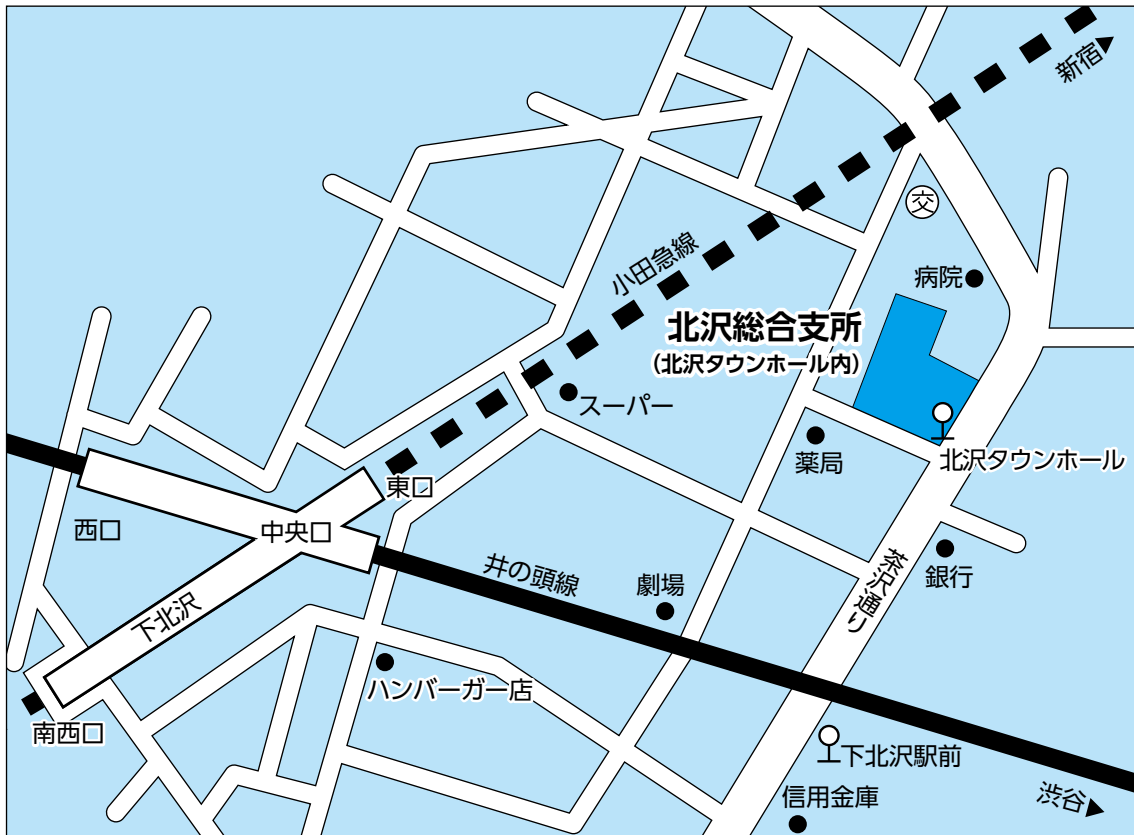 新宿▶
交
病院
小田急線
北沢総合支所
(北沢タウンホール内)
スーパー
薬局
北沢タウンホール
東口
西口
中央口
井の頭線
劇場
茶沢通り
銀行
下北沢
ハンバーガー店
南西口
下北沢駅前
信用金庫
渋谷▶